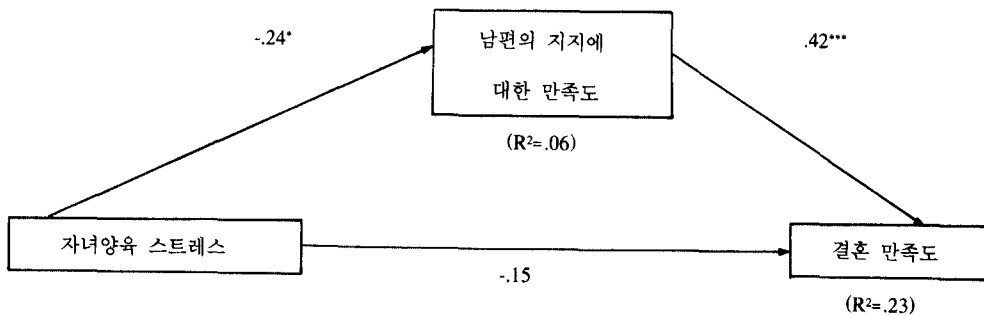 -.24*
남편의 지지에
대한 만족도
.42***
(R²=.06)
자녀양육 스트레스
-.15
결혼 만족도
(R²=.23)